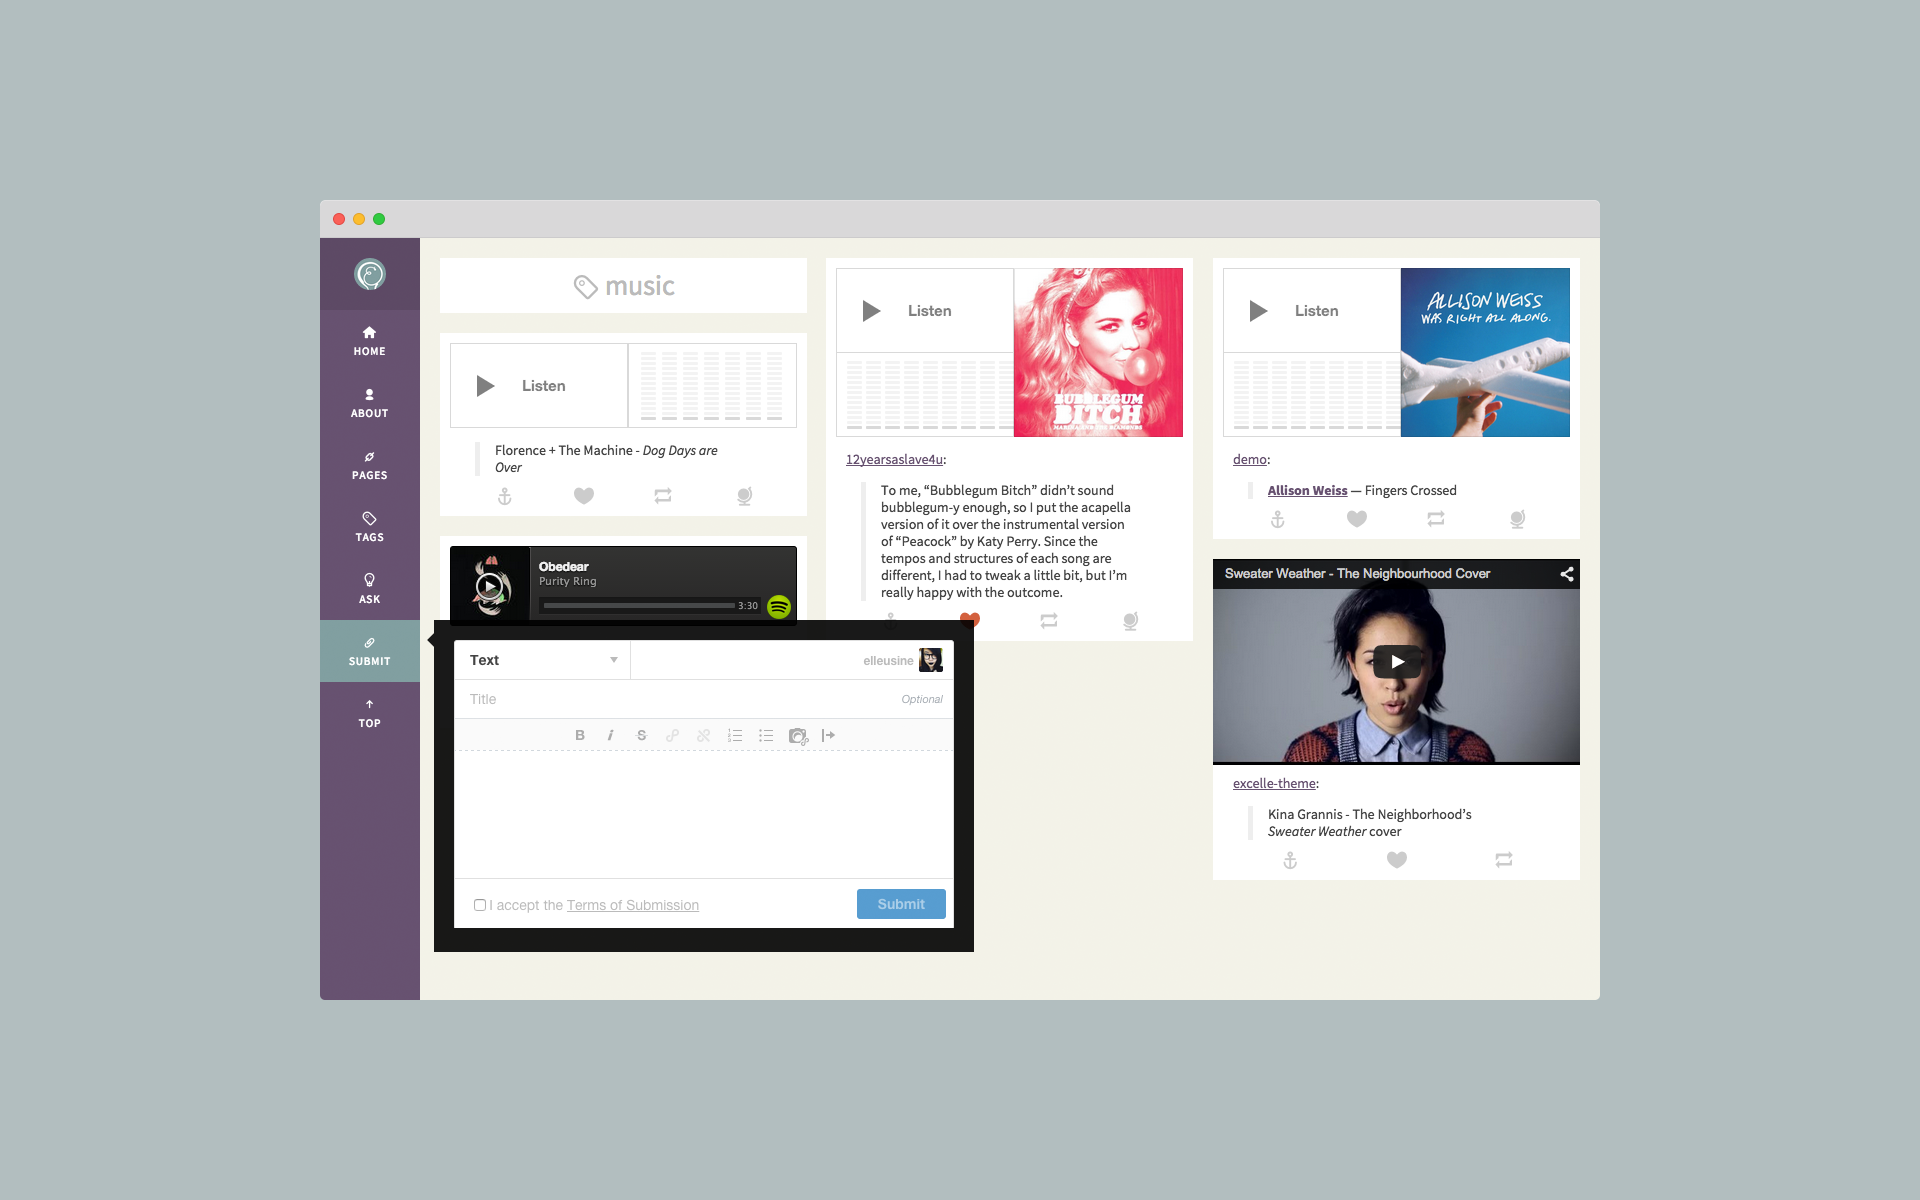 HOME
ABOUT
PAGES
TAGS
ASK
SUBMIT
TOP
music
Listen
Florence + The Machine - Dog Days are
Over
Obedear
Purity Ring
3:30
Text
elleusine
Title
Optional
B i S
I accept the Terms of Submission
Submit
Listen
BUBBLEGUM
BITCH
MARINA AND THE DIAMONDS
12yearsaslave4u:
To me, “Bubblegum Bitch” didn’t sound
bubblegum-y enough, so I put the acapella
version of it over the instrumental version
of “Peacock” by Katy Perry. Since the
tempos and structures of each song are
different, I had to tweak a little bit, but I’m
really happy with the outcome.
Listen
ALLISON WEISS
WAS RIGHT ALL ALONG.
demo:
Allison Weiss — Fingers Crossed
Sweater Weather - The Neighbourhood Cover
excelle-theme:
Kina Grannis - The Neighborhood’s
Sweater Weather cover